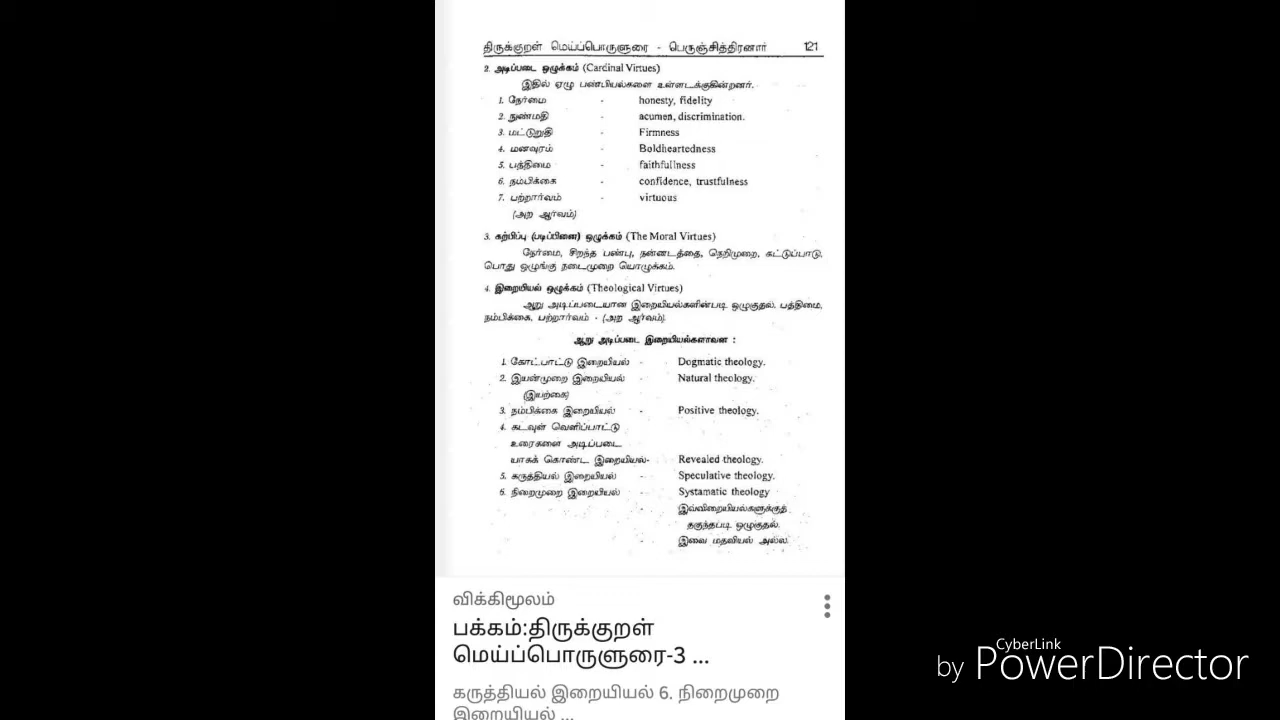 திருக்குறள் மெய்ப்பொருளுரை - பெருஞ்சித்திரனார் 121
2. அடிப்படை ஒழுக்கம் (Cardinal Virtues)
இதில் ஏழு பண்பியல்களை உள்ளடக்குகின்றனர்.
1. நேர்மை - honesty, fidelity
2. நுண்மதி - acumen, discrimination.
3. மட்டுறுதி - Firmness
4. மனவுரம் - Boldheartedness
5. பத்திமை - faithfullness
6. நம்பிக்கை - confidence, trustfulness
7. பற்றார்வம் - virtuous
(அற ஆர்வம்)
3. கற்பிப்பு (படிப்பினை) ஒழுக்கம் (The Moral Virtues)
நேர்மை, சிறந்த பண்பு, நன்னடத்தை, நெறிமுறை, கட்டுப்பாடு,
பொது ஒழுங்கு நடைமுறை யொழுக்கம்.
4. இறையியல் ஒழுக்கம் (Theological Virtues)
ஆறு அடிப்படையான இறையியல்களின்படி ஒழுகுதல், பத்திமை,
நம்பிக்கை, பற்றார்வம் - (அற ஆர்வம்).
ஆறு அடிப்படை இறையியல்களாவன :
1. கோட்பாட்டு இறையியல் - Dogmatic theology.
2. இயன்முறை இறையியல் - Natural theology.
(இயற்கை)
3. நம்பிக்கை இறையியல் - Positive theology.
4. கடவுள் வெளிப்பாட்டு
உரைகளை அடிப்படை
யாகக் கொண்ட இறையியல்- Revealed theology.
5. கருத்தியல் இறையியல் - Speculative theology.
6. நிறைமுறை இறையியல் - Systamatic theology
- இவ்விறையியல்களுக்குத்
தகுந்தப்படி ஒழுகுதல்.
- இவை மதவியல் அல்ல.
விக்கிமூலம்
பக்கம்:திருக்குறள்
மெய்ப்பொருளுரை-3 ...
கருத்தியல் இறையியல் 6. நிறைமுறை
இறையியல் ...
CyberLink
by PowerDirector